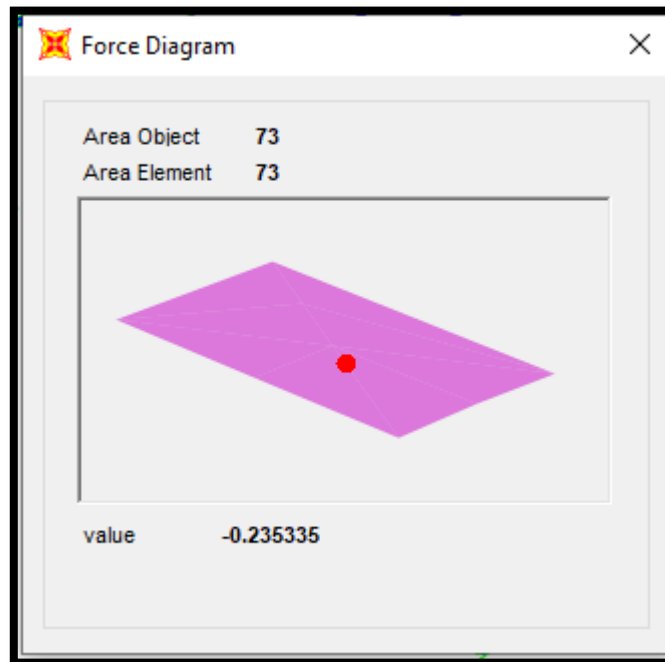 Force Diagram
Area Object 73
Area Element 73
value -0.235335